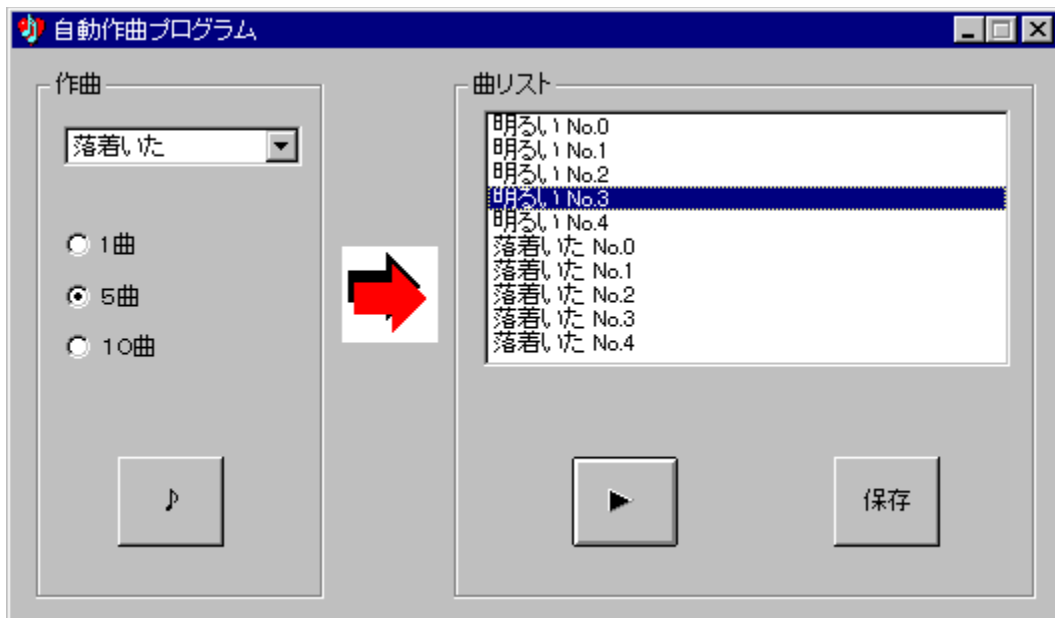 自動作曲プログラム
作曲
落着いた
1曲
5曲
10曲
♪
曲リスト
明るい No.0
明るい No.1
明るい No.2
明るい No.3
明るい No.4
落着いた No.0
落着いた No.1
落着いた No.2
落着いた No.3
落着いた No.4
保存